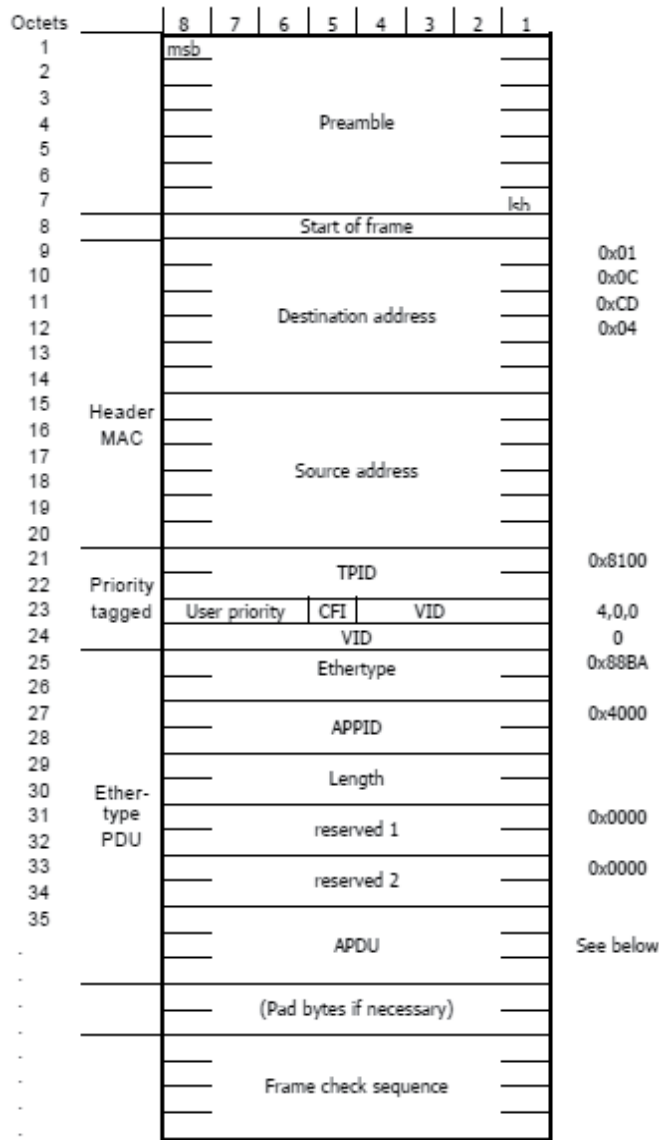 Octets 8 7 6 5 4 3 2 1
1 msb
2
3
4 Preamble
5
6
7 lsb
8 Start of frame
9 0x01
10 0x0C
11 Destination address 0xCD
12 0x04
13
14
15 Header
16 MAC
17
18 Source address
19
20
21 TPID 0x8100
22 Priority
23 tagged User priority CFI VID 4,0,0
24 VID 0
25 Ethertype 0x88BA
26
27 APPID 0x4000
28
29 Length
30 Ether-
31 type reserved 1 0x0000
32 PDU
33 reserved 2 0x0000
34
35
. APDU See below
.
. (Pad bytes if necessary)
.
.
. Frame check sequence
.